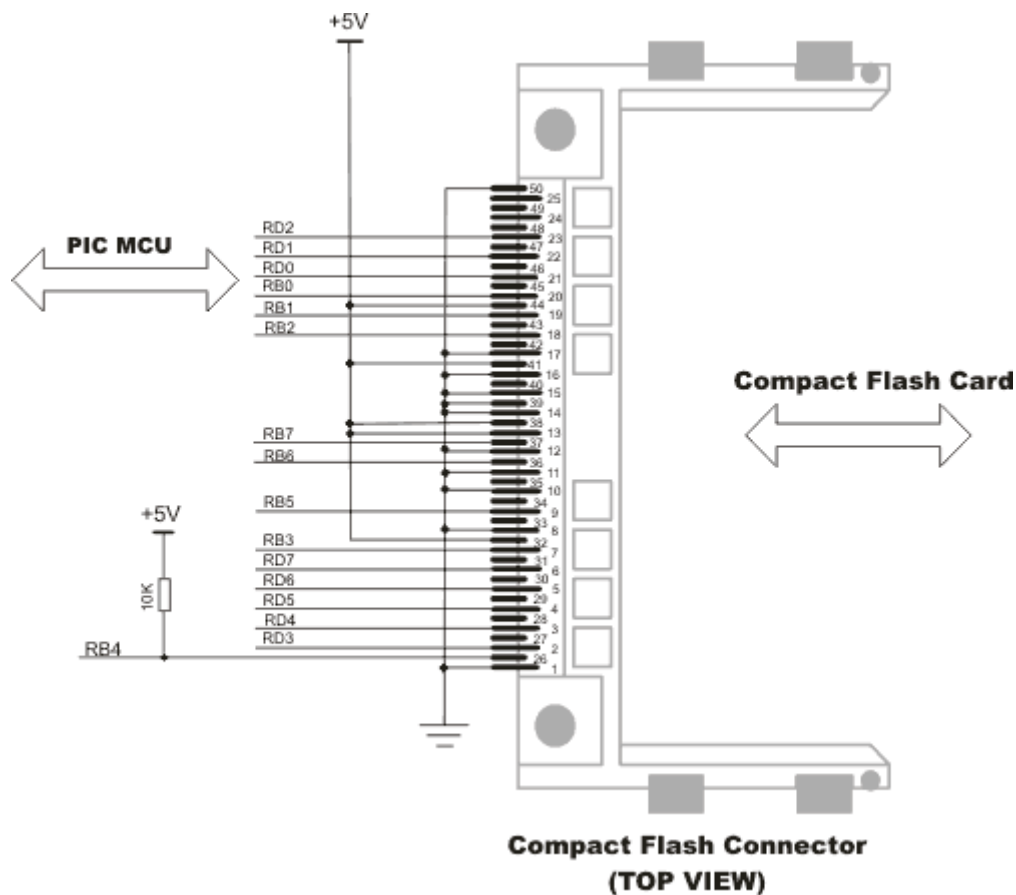 +5V
50
25
49
24
RD2
48
23
PIC MCU
RD1
47
22
RD0
46
21
RB0
45
20
RB1
44
19
RB2
43
18
42
17
41
16
Compact Flash Card
40
15
39
14
38
13
RB7
37
12
RB6
36
11
35
10
RB5
34
9
33
8
+5V
32
RB3
7
31
RD7
6
30
RD6
5
10K
29
RD5
4
28
RD4
3
27
RD3
2
RB4
26
1
Compact Flash Connector
(TOP VIEW)